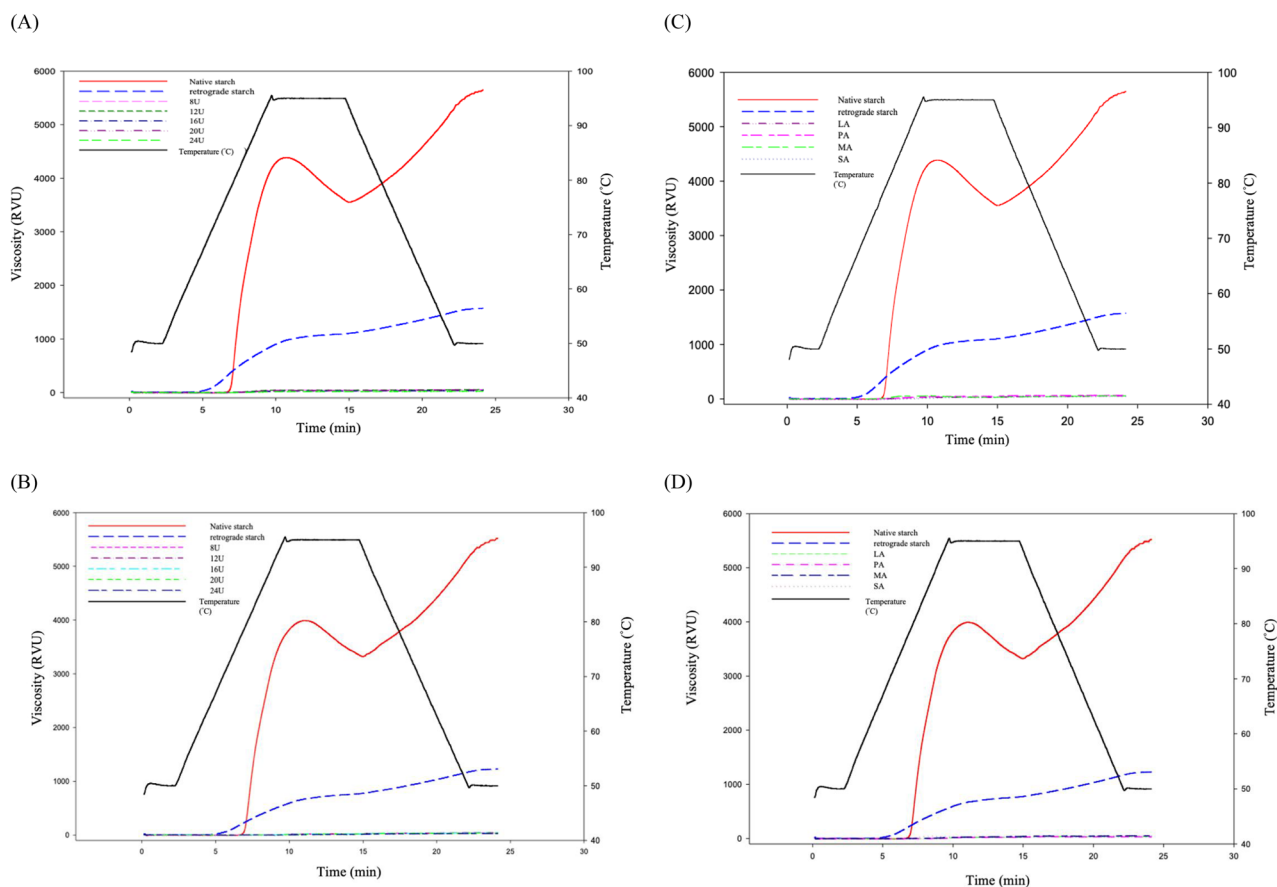 (A)
6000
5000
4000
3000
2000
1000
0
Viscosity (RVU)
Native starch
retrograde starch
8U
12U
16U
20U
24U
Temperature (°C)
100
90
80
70
60
50
40
Temperature (°C)
0
5
10
15
20
25
30
Time (min)
(C)
6000
5000
4000
3000
2000
1000
0
Viscosity (RVU)
Native starch
retrograde starch
LA
PA
MA
SA
Temperature
(°C)
100
90
80
70
60
50
40
Temperature (°C)
0
5
10
15
20
25
30
Time (min)
(B)
6000
5000
4000
3000
2000
1000
0
Viscosity (RVU)
Native starch
retrograde starch
8U
12U
16U
20U
24U
Temperature
(°C)
100
90
80
70
60
50
40
Temperature (°C)
0
5
10
15
20
25
30
Time (min)
(D)
6000
5000
4000
3000
2000
1000
0
Viscosity (RVU)
Native starch
retrograde starch
LA
PA
MA
SA
Temperature
(°C)
100
90
80
70
60
50
40
Temperature (°C)
0
5
10
15
20
25
30
Time (min)